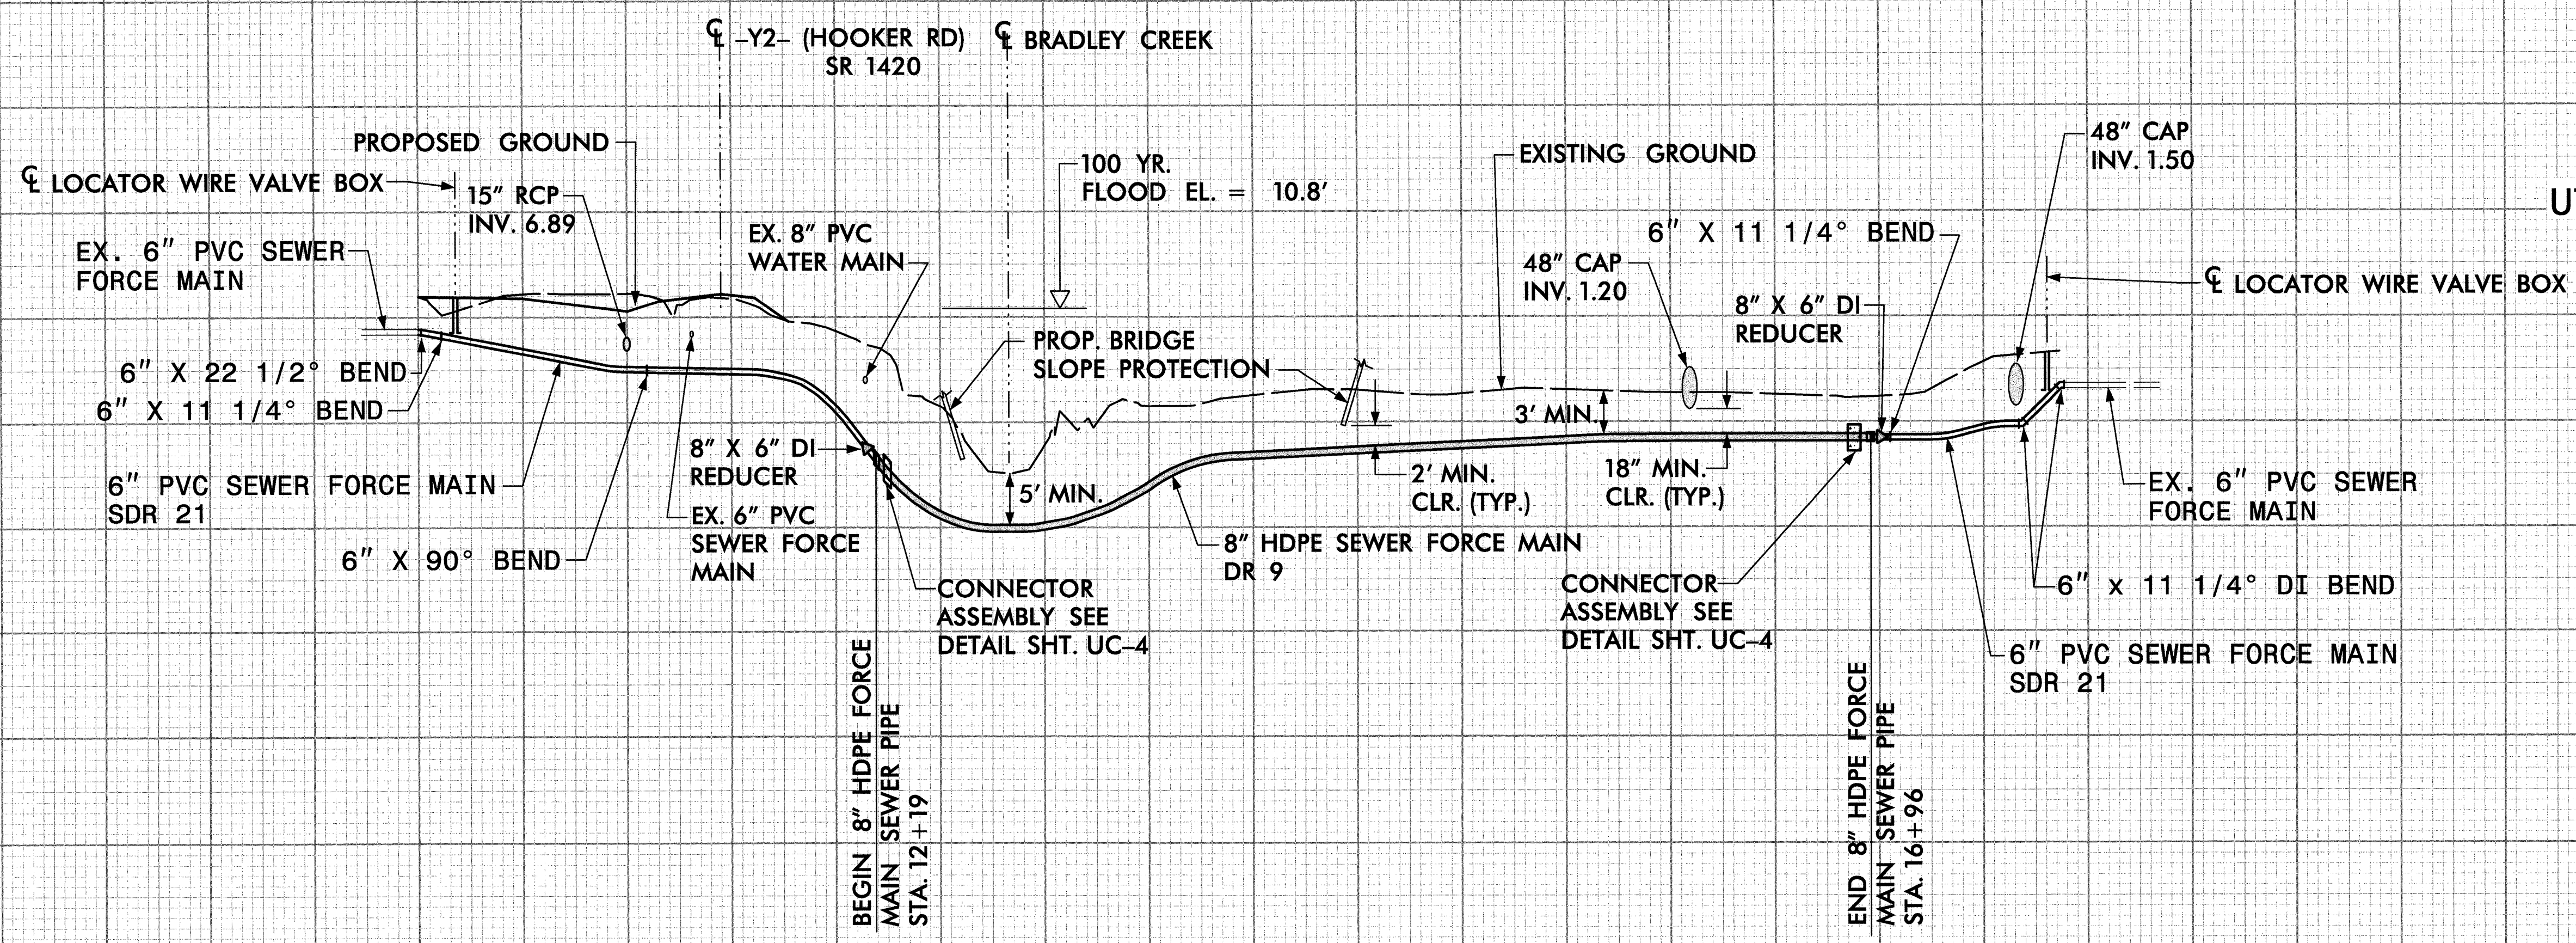 ℄ –Y2– (HOOKER RD)
SR 1420
℄ BRADLEY CREEK
PROPOSED GROUND
℄ LOCATOR WIRE VALVE BOX
15" RCP
INV. 6.89
EX. 6" PVC SEWER
FORCE MAIN
EX. 8" PVC
WATER MAIN
100 YR.
FLOOD EL. = 10.8'
EXISTING GROUND
48" CAP
INV. 1.50
6" X 11 1/4° BEND
48" CAP
INV. 1.20
8" X 6" DI
REDUCER
℄ LOCATOR WIRE VALVE BOX
PROP. BRIDGE
SLOPE PROTECTION
6" X 22 1/2° BEND
6" X 11 1/4° BEND
3' MIN.
8" X 6" DI
REDUCER
5' MIN.
2' MIN.
CLR. (TYP.)
18" MIN.
CLR. (TYP.)
6" PVC SEWER FORCE MAIN
SDR 21
EX. 6" PVC
SEWER FORCE
MAIN
6" X 90° BEND
8" HDPE SEWER FORCE MAIN
DR 9
EX. 6" PVC SEWER
FORCE MAIN
CONNECTOR
ASSEMBLY SEE
DETAIL SHT. UC–4
CONNECTOR
ASSEMBLY SEE
DETAIL SHT. UC–4
6" x 11 1/4° DI BEND
6" PVC SEWER FORCE MAIN
SDR 21
BEGIN 8" HDPE FORCE
MAIN SEWER PIPE
STA. 12+19
END 8" HDPE FORCE
MAIN SEWER PIPE
STA. 16+96